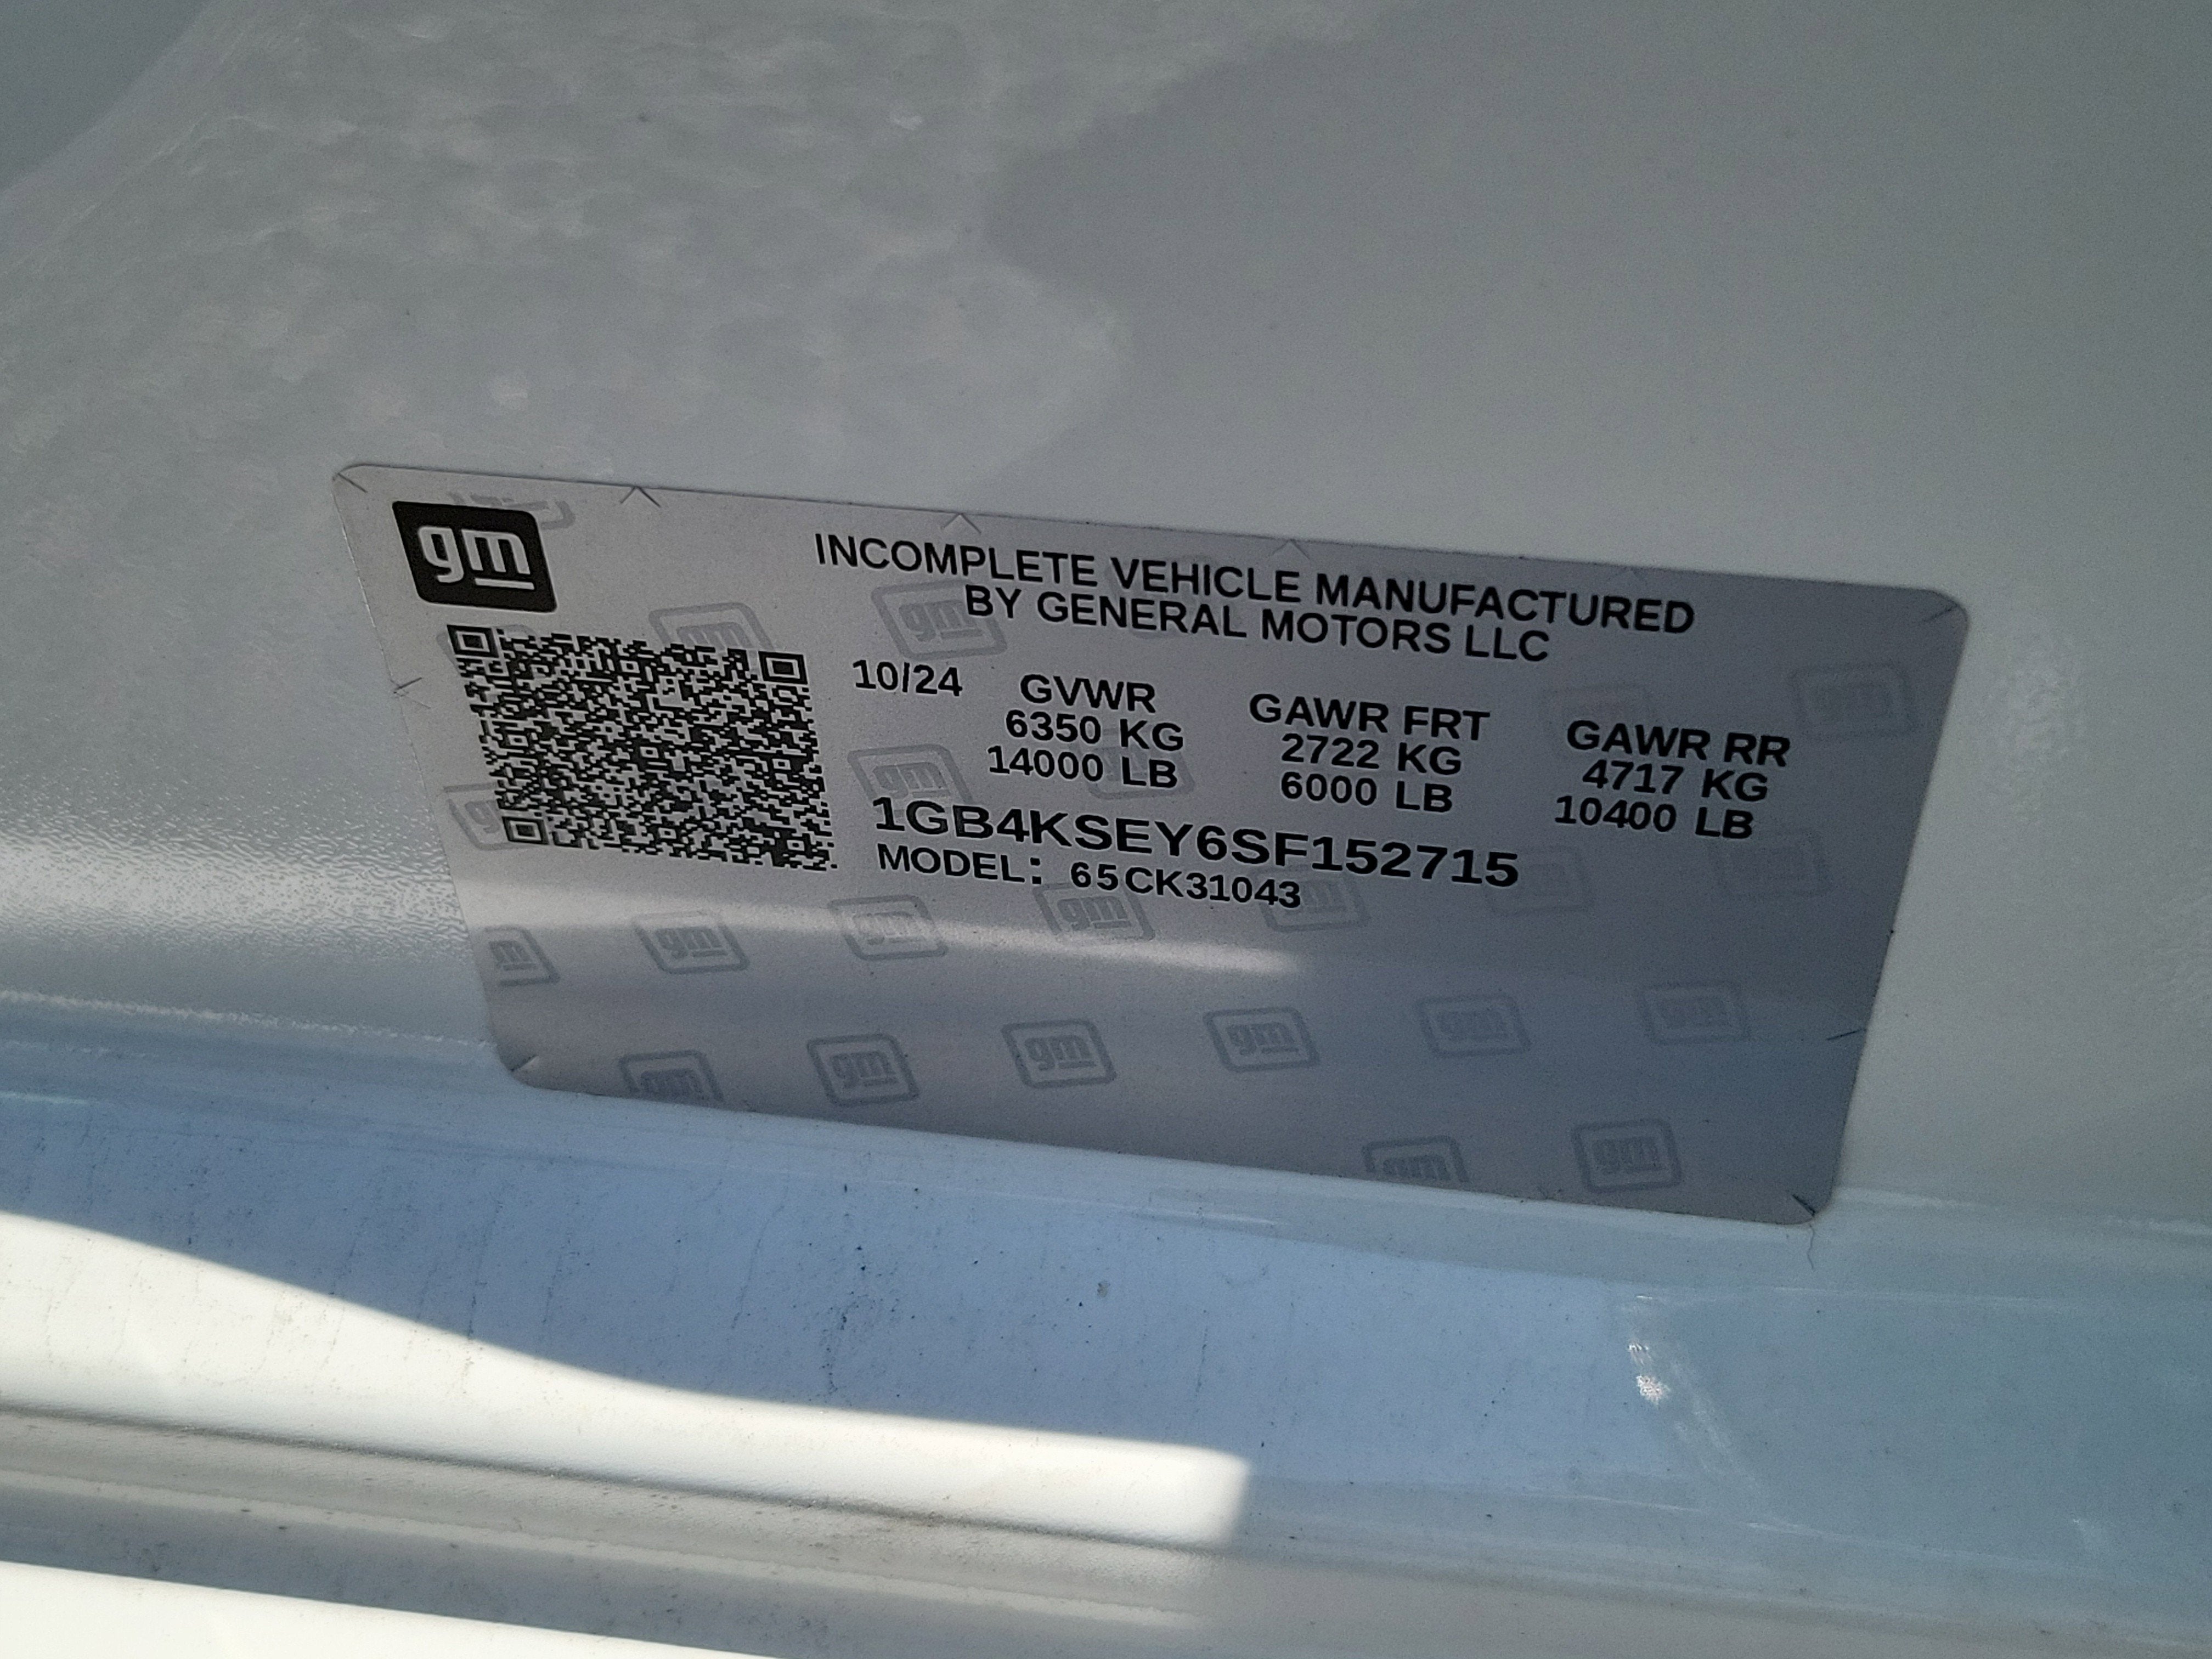 gm
INCOMPLETE VEHICLE MANUFACTURED
BY GENERAL MOTORS LLC
10/24 GVWR GAWR FRT GAWR RR
6350 KG 2722 KG 4717 KG
14000 LB 6000 LB 10400 LB
1GB4KSEY6SF152715
MODEL: 65CK31043